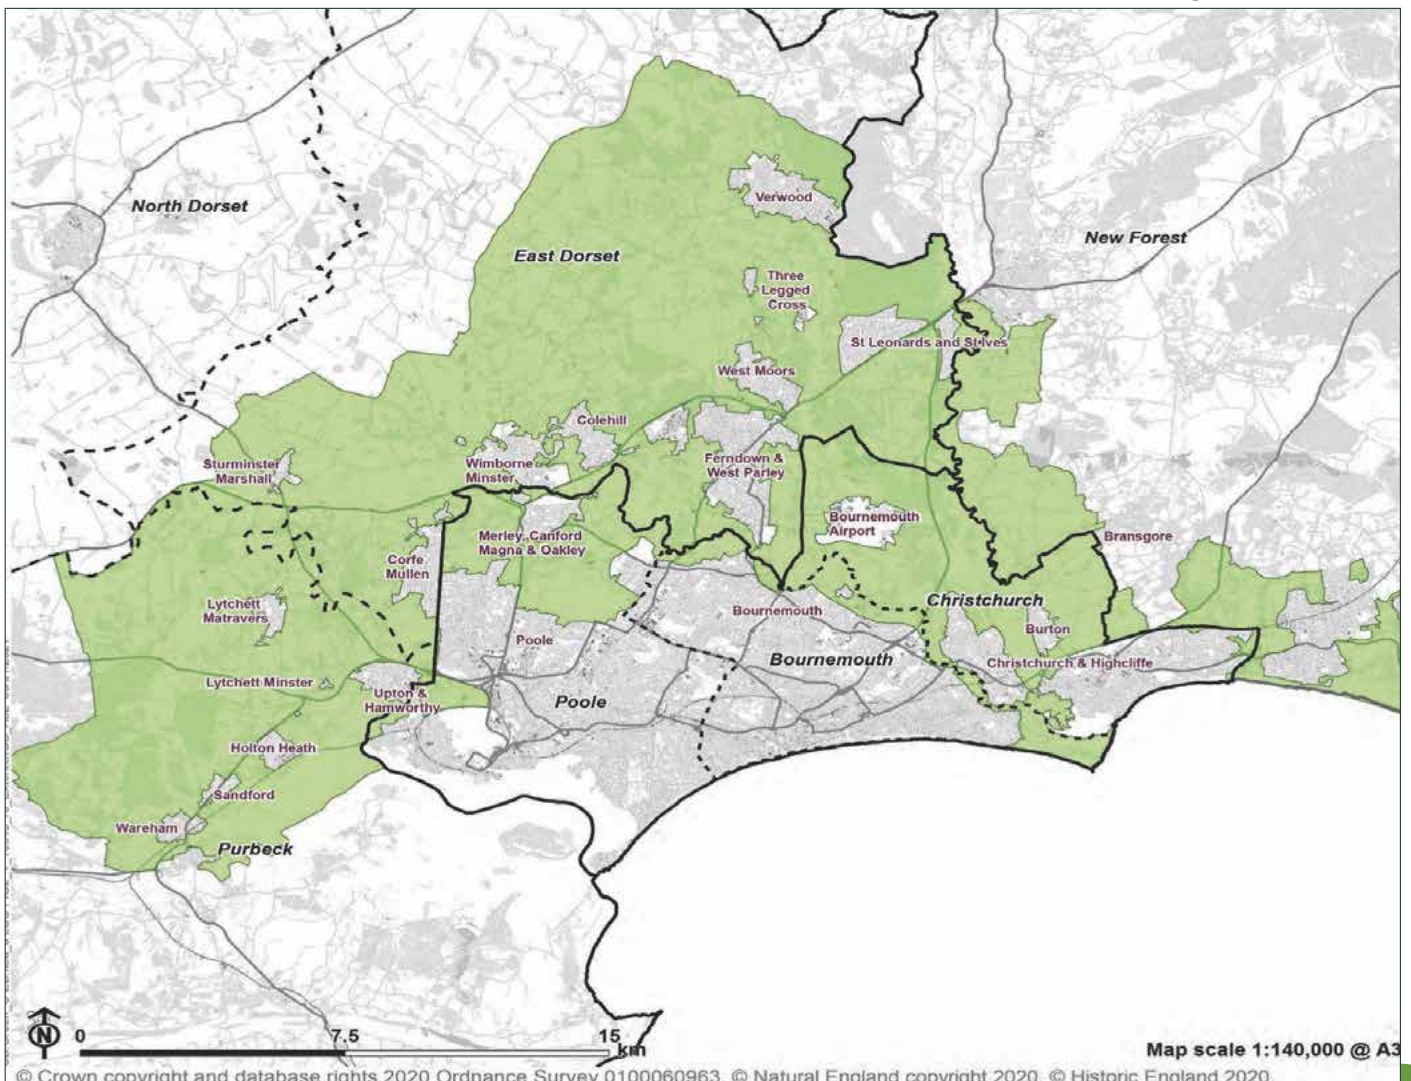 North Dorset
East Dorset
Verwood
New Forest
Three
Legged
Cross
St Leonards and St Ives
West Moors
Colehill
Sturminster
Marshall
Wimborne
Minster
Ferndown &
West Parley
Bournemouth
Airport
Merley, Canford
Magna & Oakley
Bransgore
Corfe
Mullen
Lytchett
Matravers
Christchurch
Bournemouth
Burton
Poole
Bournemouth
Christchurch & Highcliffe
Lytchett Minster
Upton &
Hamworthy
Poole
Holton Heath
Sandford
Wareham
Purbeck
N
0
7.5
15
km
Map scale 1:140,000 @ A3
© Crown copyright and database rights 2020 Ordnance Survey 0100060963. © Natural England copyright 2020. © Historic England 2020.